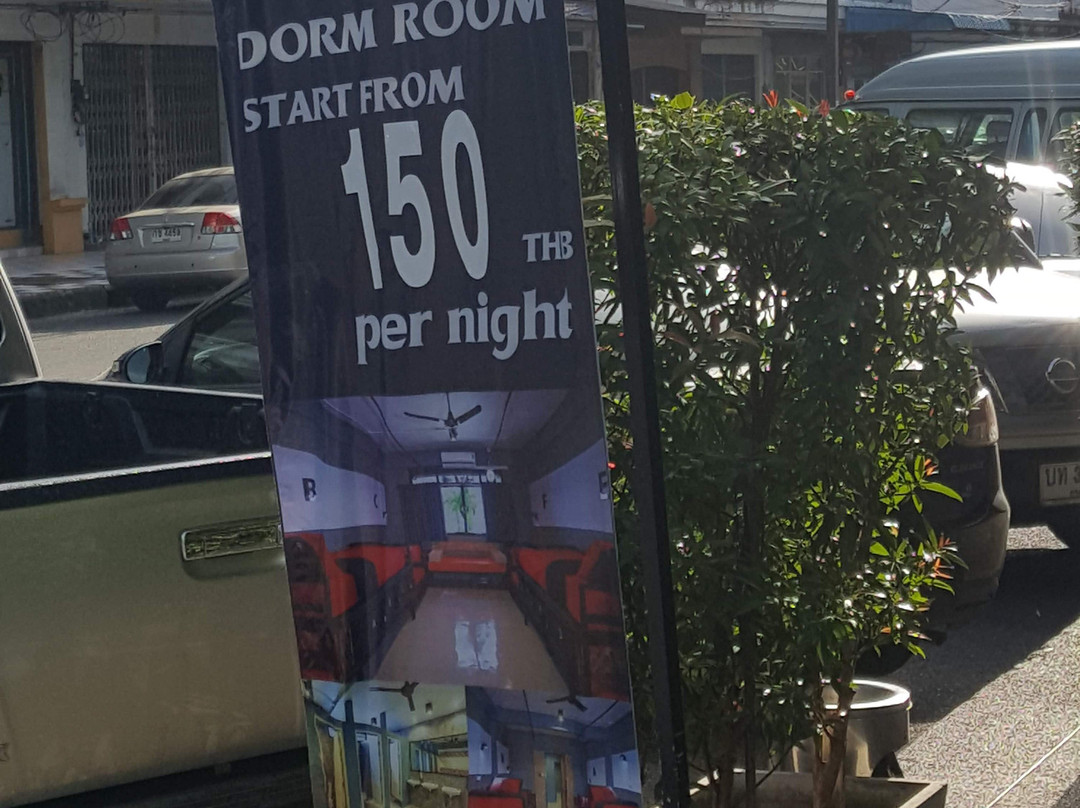 DORM ROOM
START FROM
150
THB
per night
B
C
F